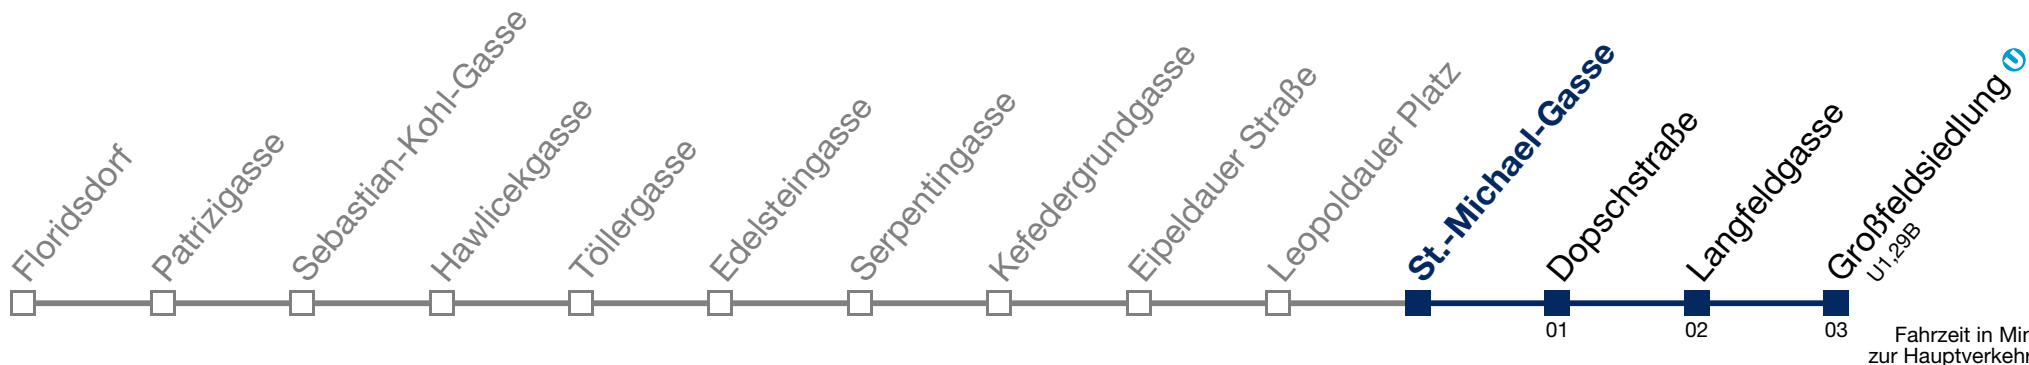 Floridsdorf
Patrizigasse
Sebastian-Kohl-Gasse
Hawlicekgasse
Töllergasse
Edelsteingasse
Serpentingasse
Kefedergrundgasse
Eipeldauer Straße
Leopoldauer Platz
St.-Michael-Gasse
Dopschstraße
Langfeldgasse
Großfeldsiedlung U
U1,29B
01
02
03
Fahrzeit in Min
zur Hauptverkehr